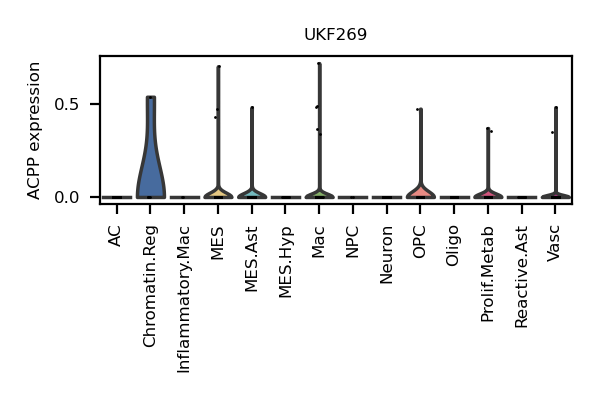 UKF269
ACPP expression
0.5
0.0
AC
Chromatin.Reg
Inflammatory.Mac
MES
MES.Ast
MES.Hyp
Mac
NPC
Neuron
OPC
Oligo
Prolif.Metab
Reactive.Ast
Vasc